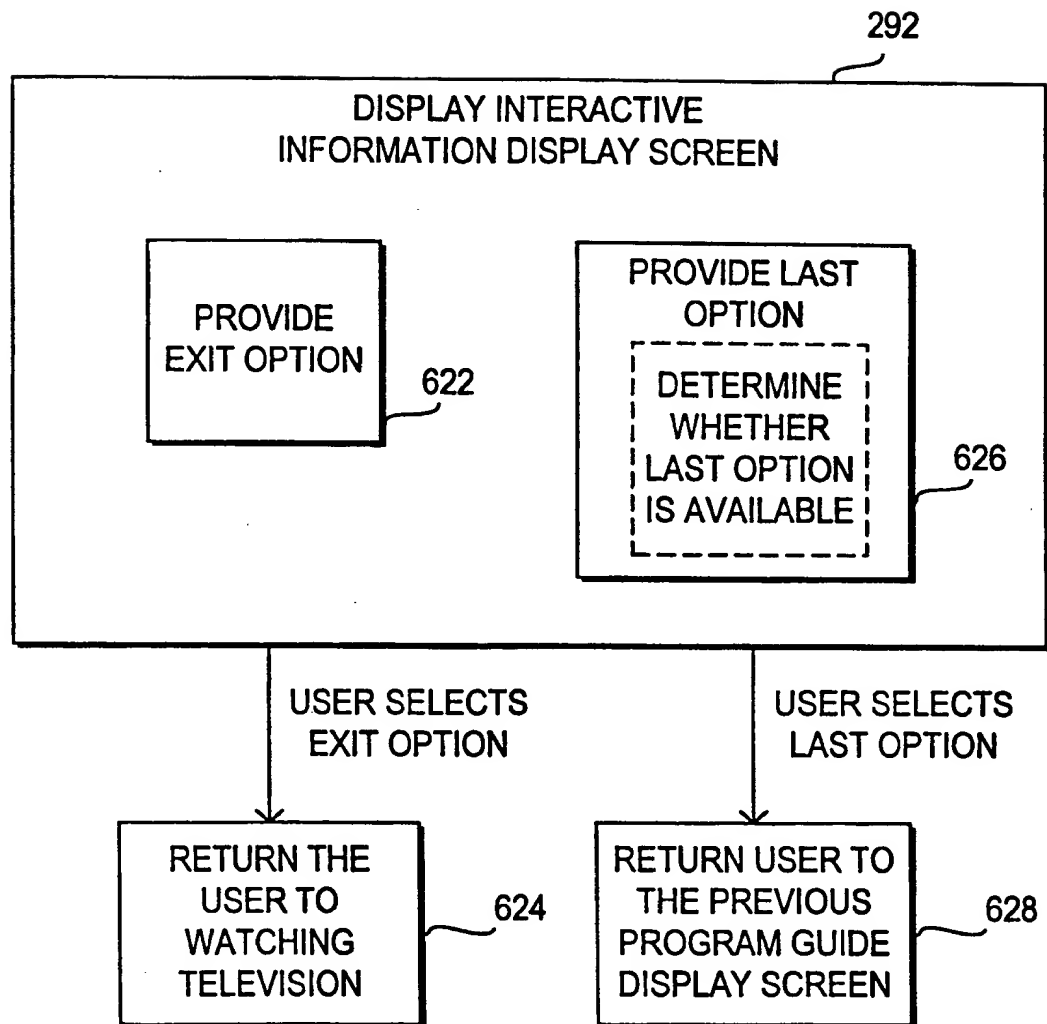 292
DISPLAY INTERACTIVE
INFORMATION DISPLAY SCREEN
PROVIDE
EXIT OPTION
622
PROVIDE LAST
OPTION
DETERMINE
WHETHER
LAST OPTION
IS AVAILABLE
626
USER SELECTS
EXIT OPTION
USER SELECTS
LAST OPTION
RETURN THE
USER TO
WATCHING
TELEVISION
624
RETURN USER TO
THE PREVIOUS
PROGRAM GUIDE
DISPLAY SCREEN
628